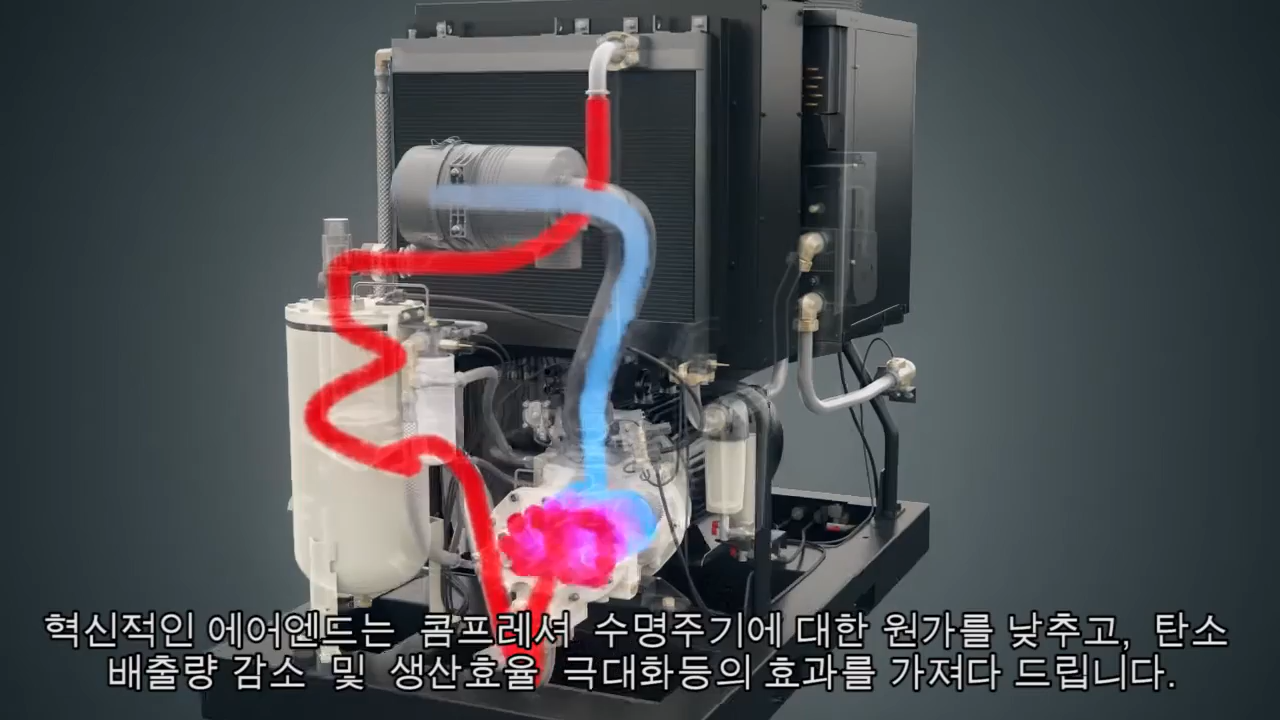 혁신적인 에어엔드는 콤프레셔 수명주기에 대한 원가를 낮추고, 탄소
배출량 감소 및 생산효율 극대화등의 효과를 가져다 드립니다.